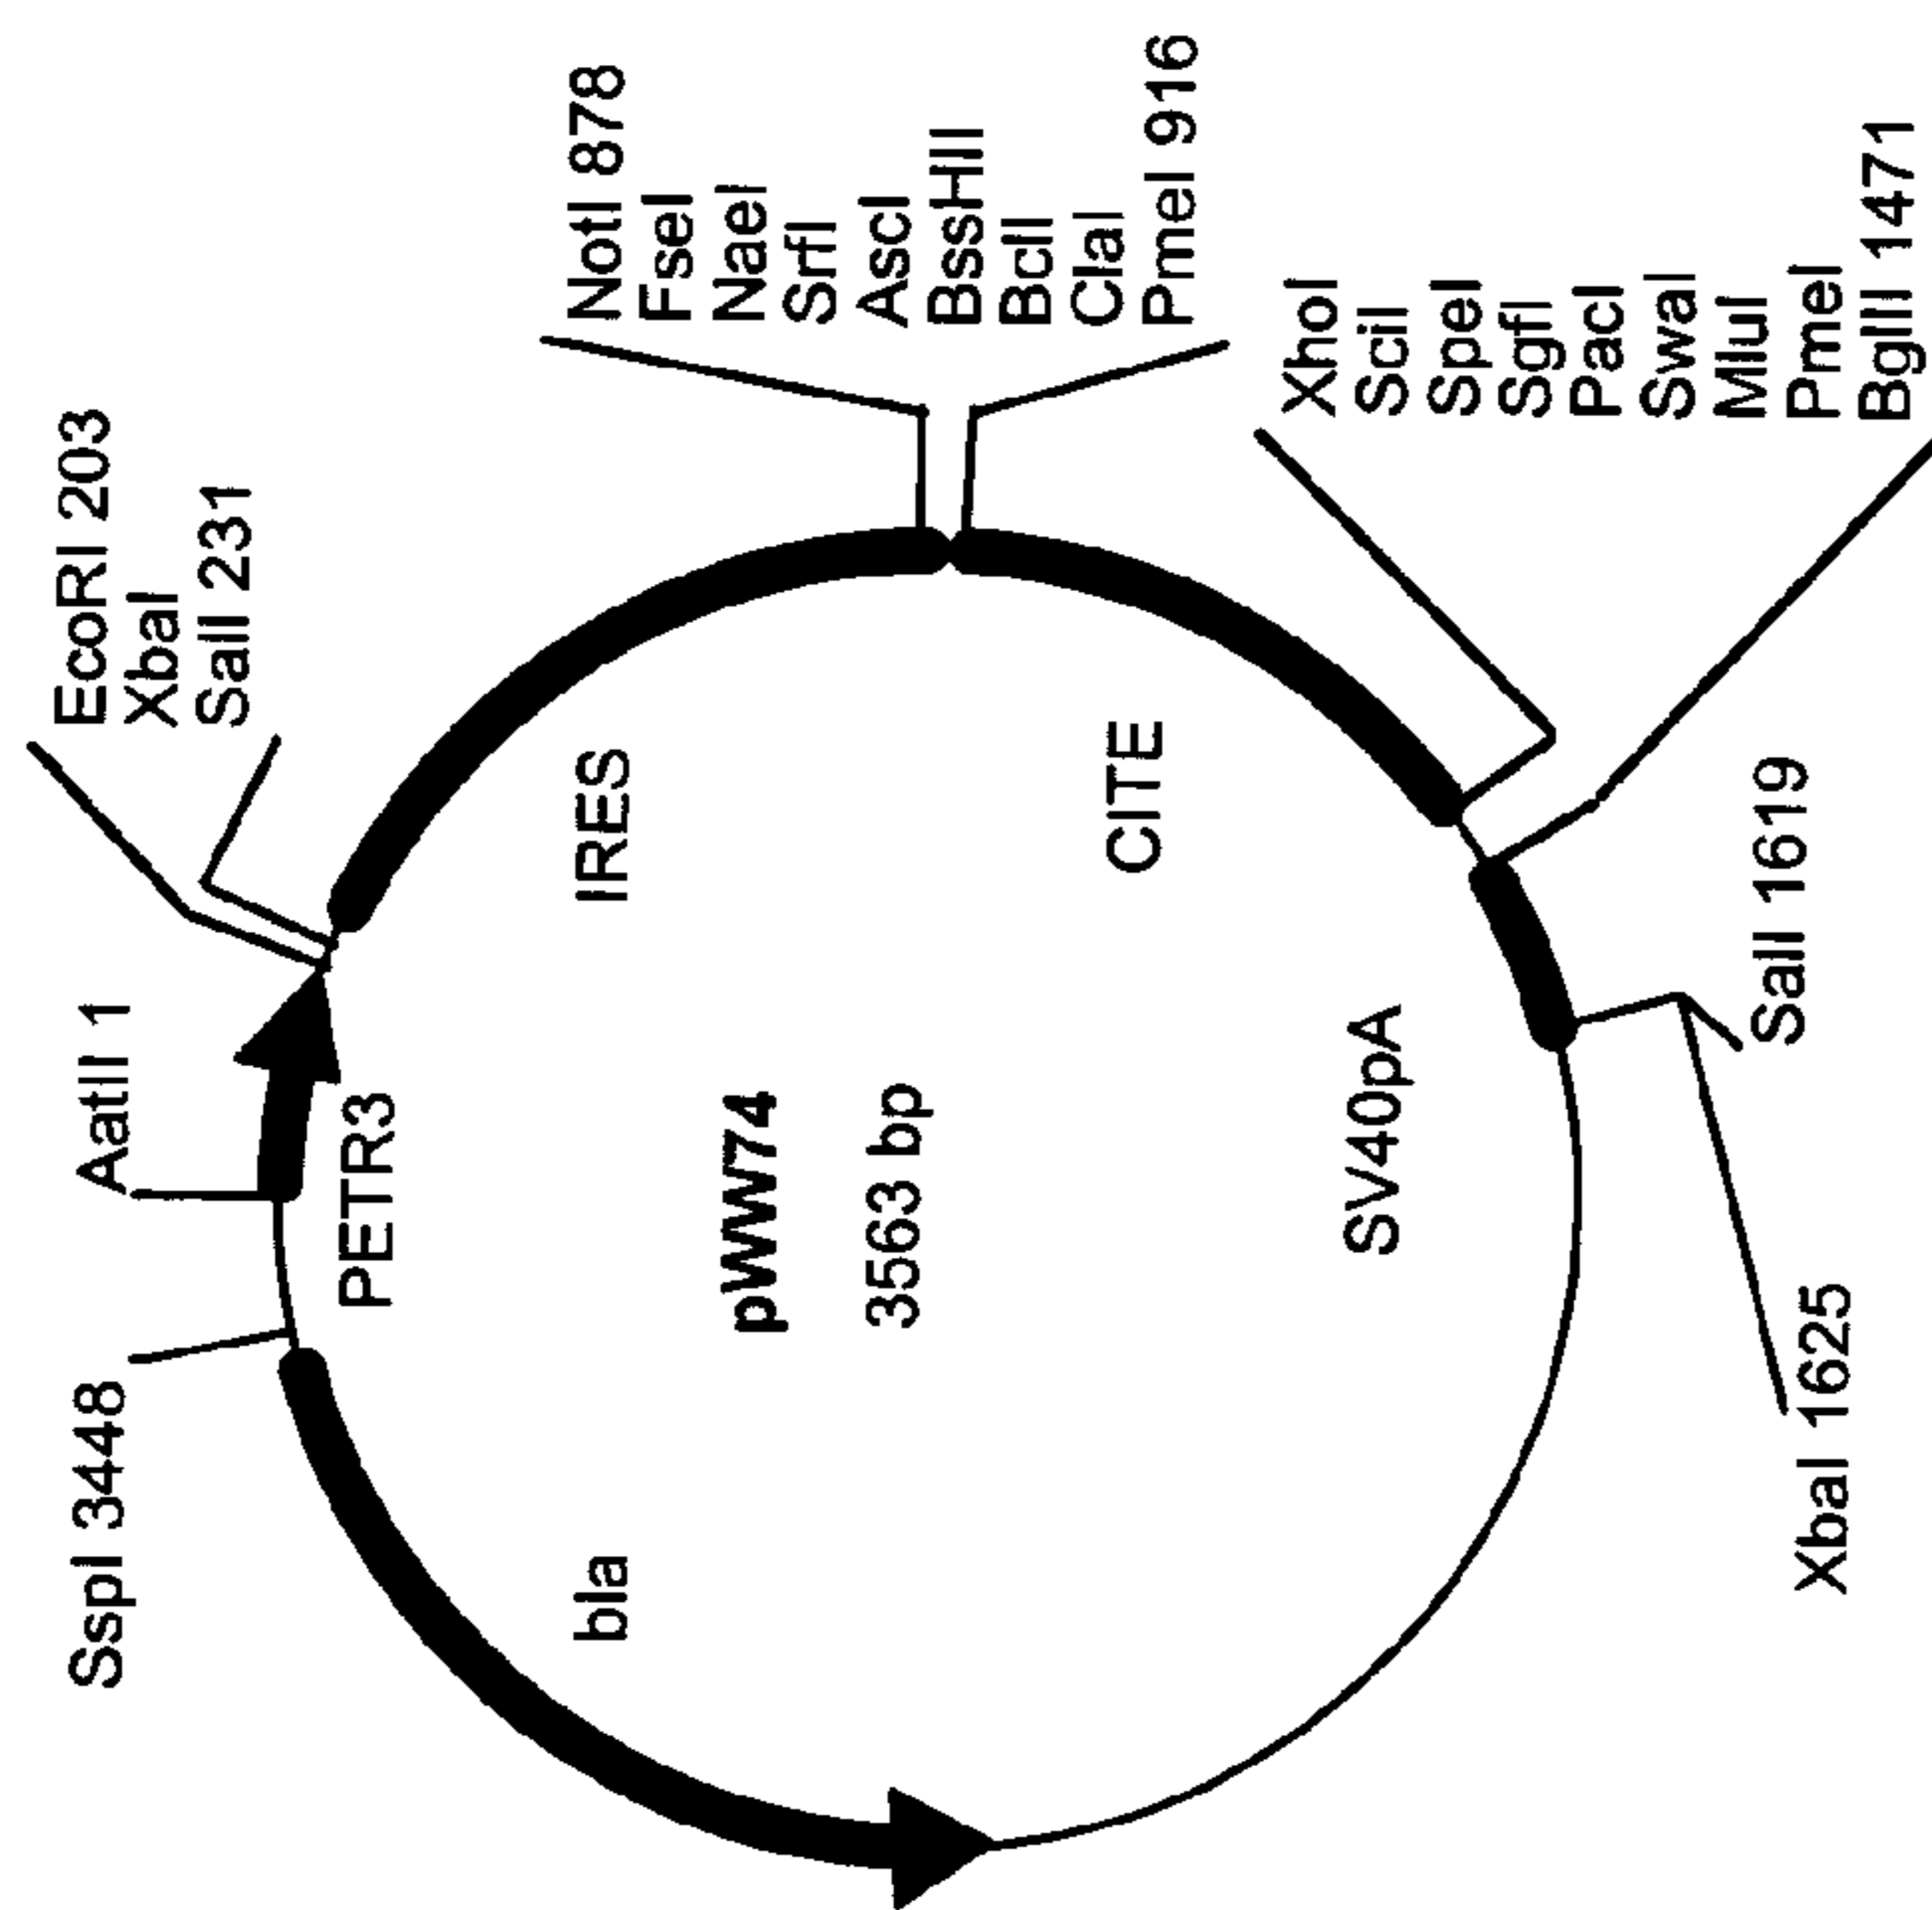 SspI 3448
AatII 1
EcoRI 203
XbaI
SalI 231
NotI 878
FseI
NaeI
SrfI
AscI
BssHII
BclI
ClaI
PmeI 916
XhoI
SciI
SpeI
SgfI
PacI
SwaI
MluI
PmeI
BglII 1471
SalI 1619
XbaI 1625
PETR3
IRES
CITE
SV40pA
bla
pWW74
3563 bp